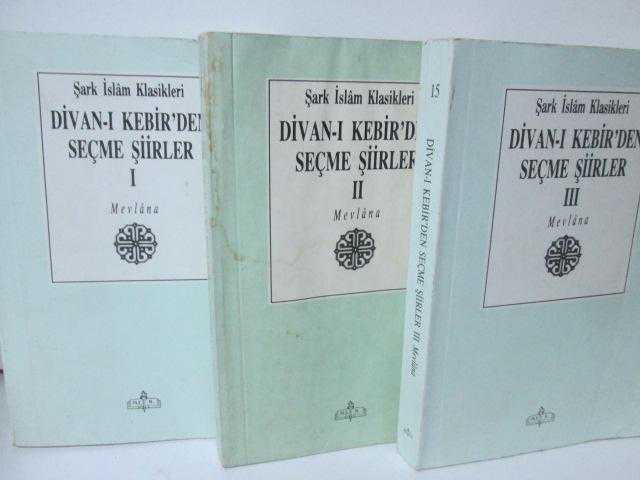 Şark İslâm Klasikleri
DİVAN-I KEBİR'DEN
SEÇME ŞİİRLER
I
Mevlâna
Şark İslâm Klasikleri
DİVAN-I KEBİR'DE
SEÇME ŞİİRLER
II
Mevlâna
15
DİVAN-I KEBİR'DEN SEÇME ŞİİRLER III Mevlâna
Şark İslâm Klasikleri
DİVAN-I KEBİR'DEN
SEÇME ŞİİRLER
III
Mevlâna